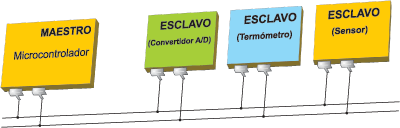 MAESTRO
Microcontrolador
ESCLAVO
(Convertidor A/D)
ESCLAVO
(Termómetro)
ESCLAVO
(Sensor)